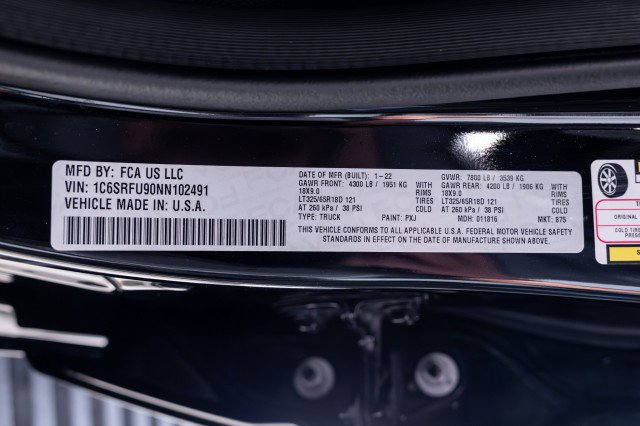 MFD BY: FCA US LLC
VIN: 1C6SRFU90NN102491
VEHICLE MADE IN: U.S.A.
DATE OF MFR (BUILT): 1-22 GVWR: 7800 LB / 3539 KG
GAWR FRONT: 4300 LB / 1951 KG GAWR REAR: 4200 LB / 1906 KG
18X9.0 RIMS 18X9.0 RIMS
LT325/65R18D 121 TIRES LT325/65R18D 121 TIRES
AT 260 kPa / 38 PSI COLD AT 260 kPa / 38 PSI COLD
TYPE: TRUCK PAINT: PXJ MDH: 011816 MKT: 875
THIS VEHICLE CONFORMS TO ALL APPLICABLE U.S.A. FEDERAL MOTOR VEHICLE SAFETY
STANDARDS IN EFFECT ON THE DATE OF MANUFACTURE SHOWN ABOVE.
COLD TIRE